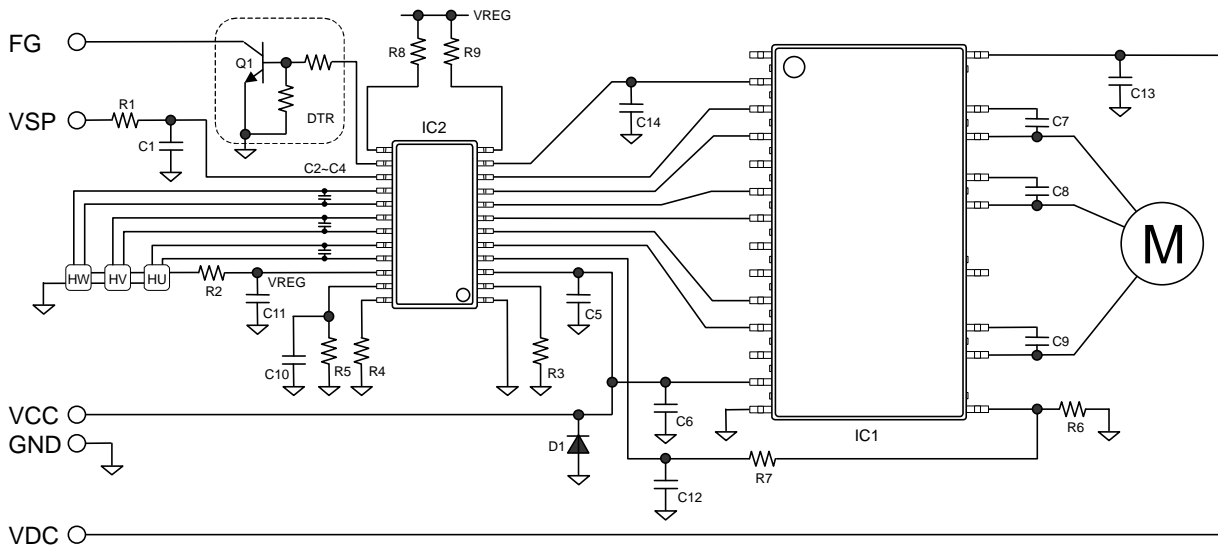 VREG
FG
R8
R9
Q1
C13
VSP
R1
DTR
C14
C7
IC2
C1
C2~C4
C8
M
HW
HV
HU
R2
VREG
C11
C5
C9
C10
R5
R4
R3
VCC
C6
R6
GND
D1
IC1
R7
C12
VDC